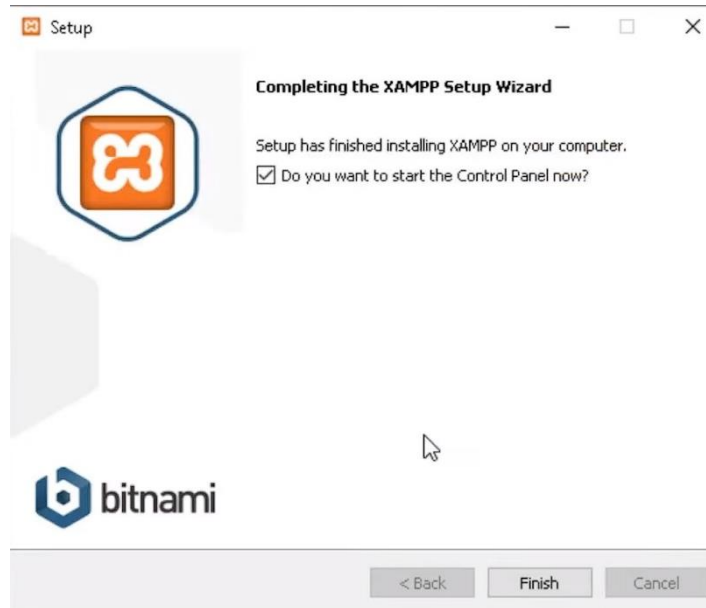 Setup
Completing the XAMPP Setup Wizard
Setup has finished installing XAMPP on your computer.
Do you want to start the Control Panel now?
bitnami
< Back
Finish
Cancel